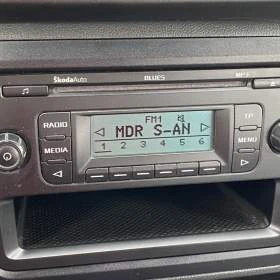 ŠkodaAuto BLUES MP3
RADIO FM1 TP
MDR S-AN
MEDIA 1 2 3 4 5 6 MENU